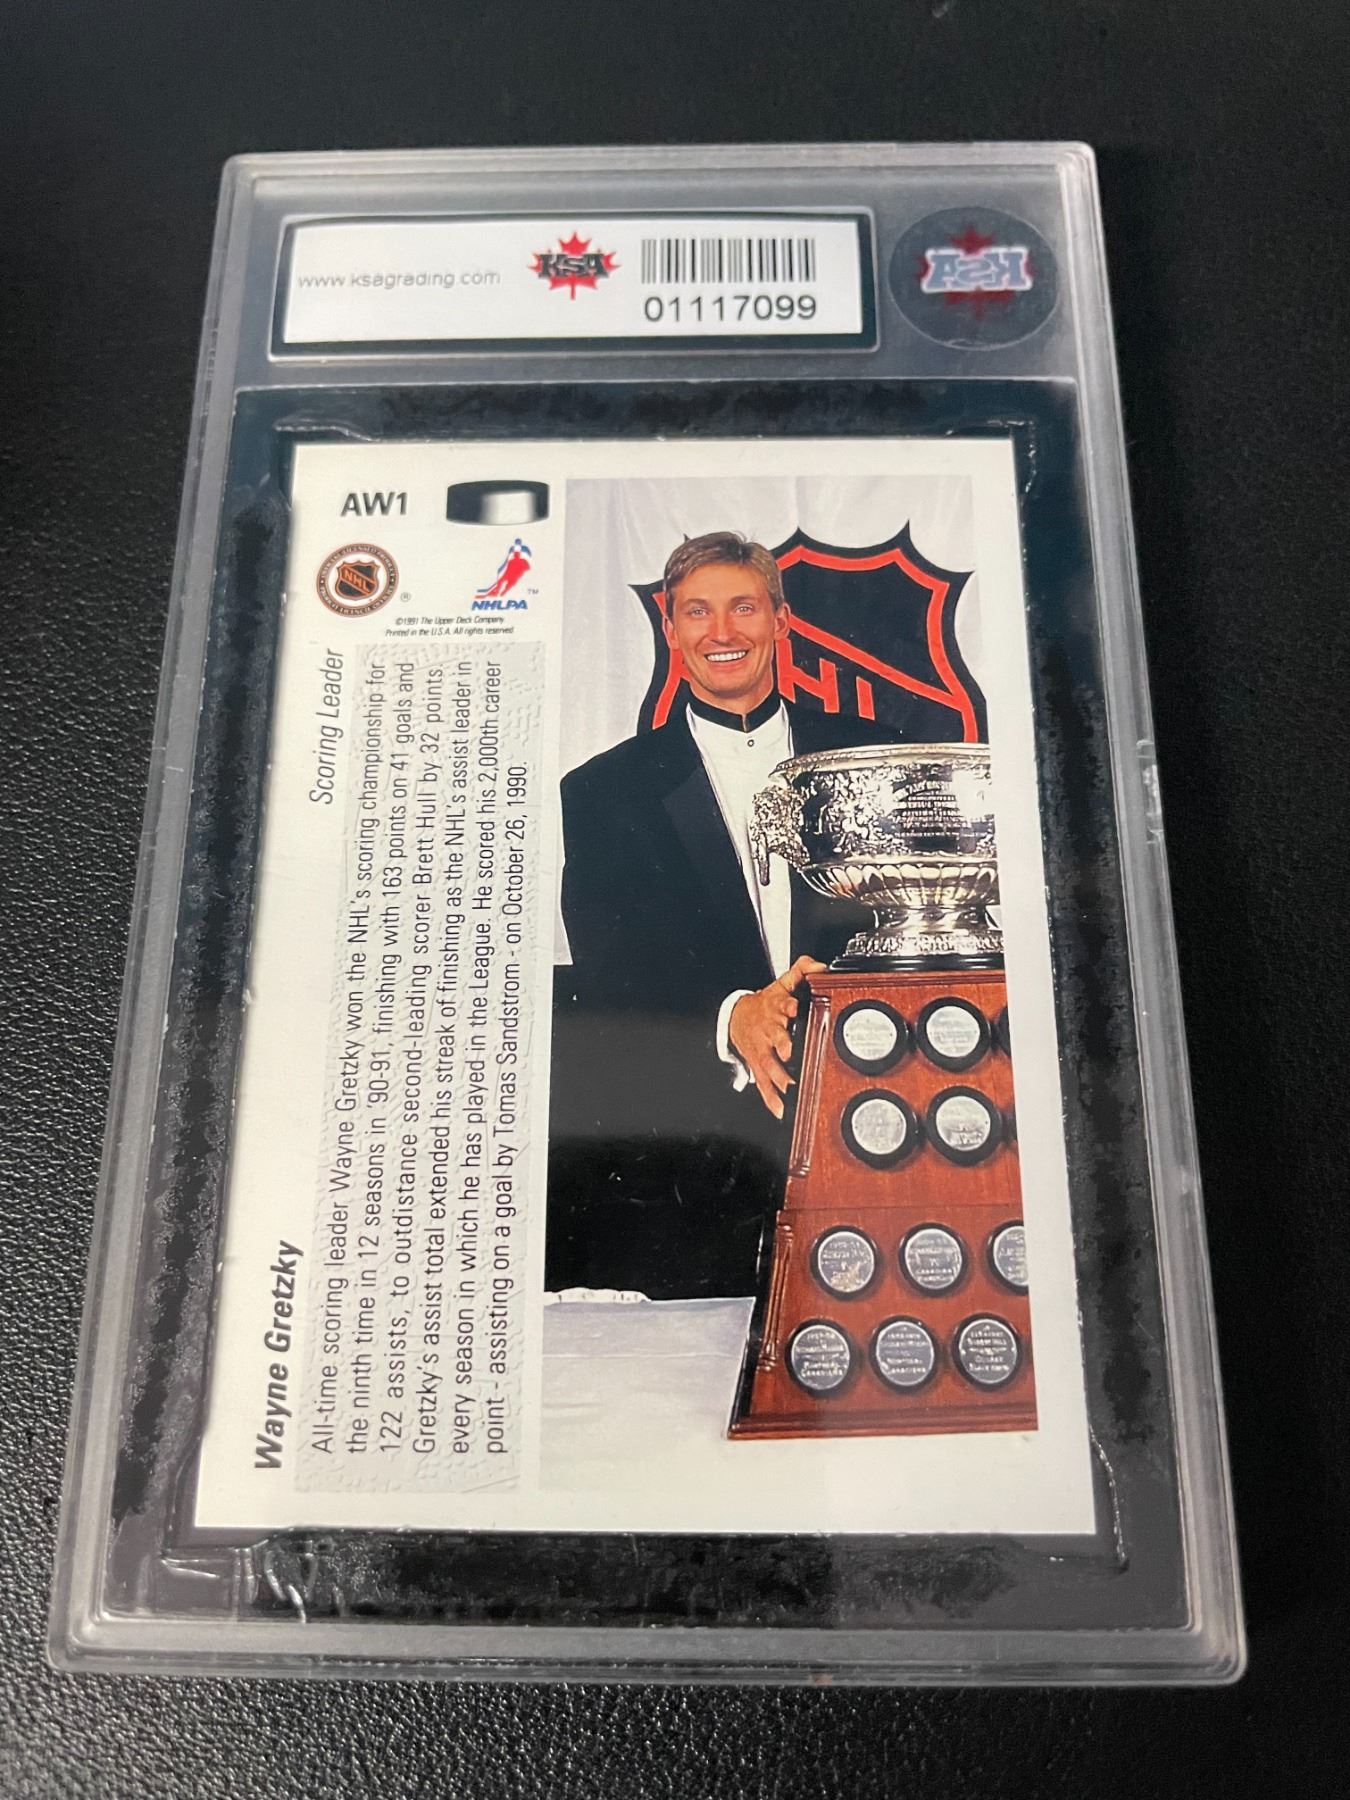 www.ksagrading.com
KSA
01117099
KSA
AW1
NHL
®
NHLPA
TM
©1991 The Upper Deck Company
Printed in the U.S.A. All rights reserved
Wayne Gretzky
Scoring Leader
All-time scoring leader Wayne Gretzky won the NHL's scoring championship for
the ninth time in 12 seasons in '90-91, finishing with 163 points on 41 goals and
122 assists, to outdistance second-leading scorer Brett Hull by 32 points.
Gretzky's assist total extended his streak of finishing as the NHL's assist leader in
every season in which he has played in the League. He scored his 2,000th career
point - assisting on a goal by Tomas Sandstrom - on October 26, 1990.
NHL